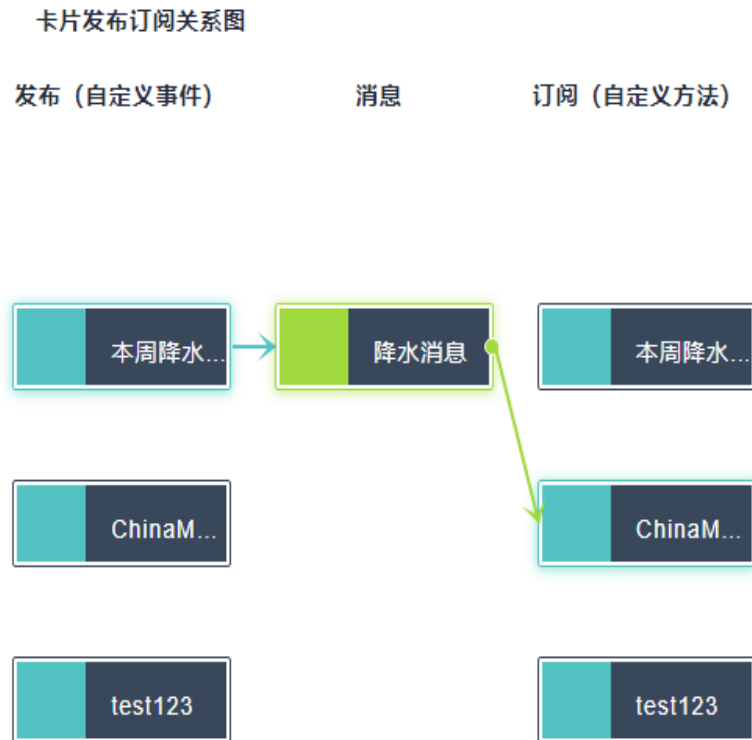 卡片发布订阅关系图
发布（自定义事件） 消息 订阅（自定义方法）
本周降水... 降水消息 本周降水...
ChinaM... ChinaM...
test123 test123